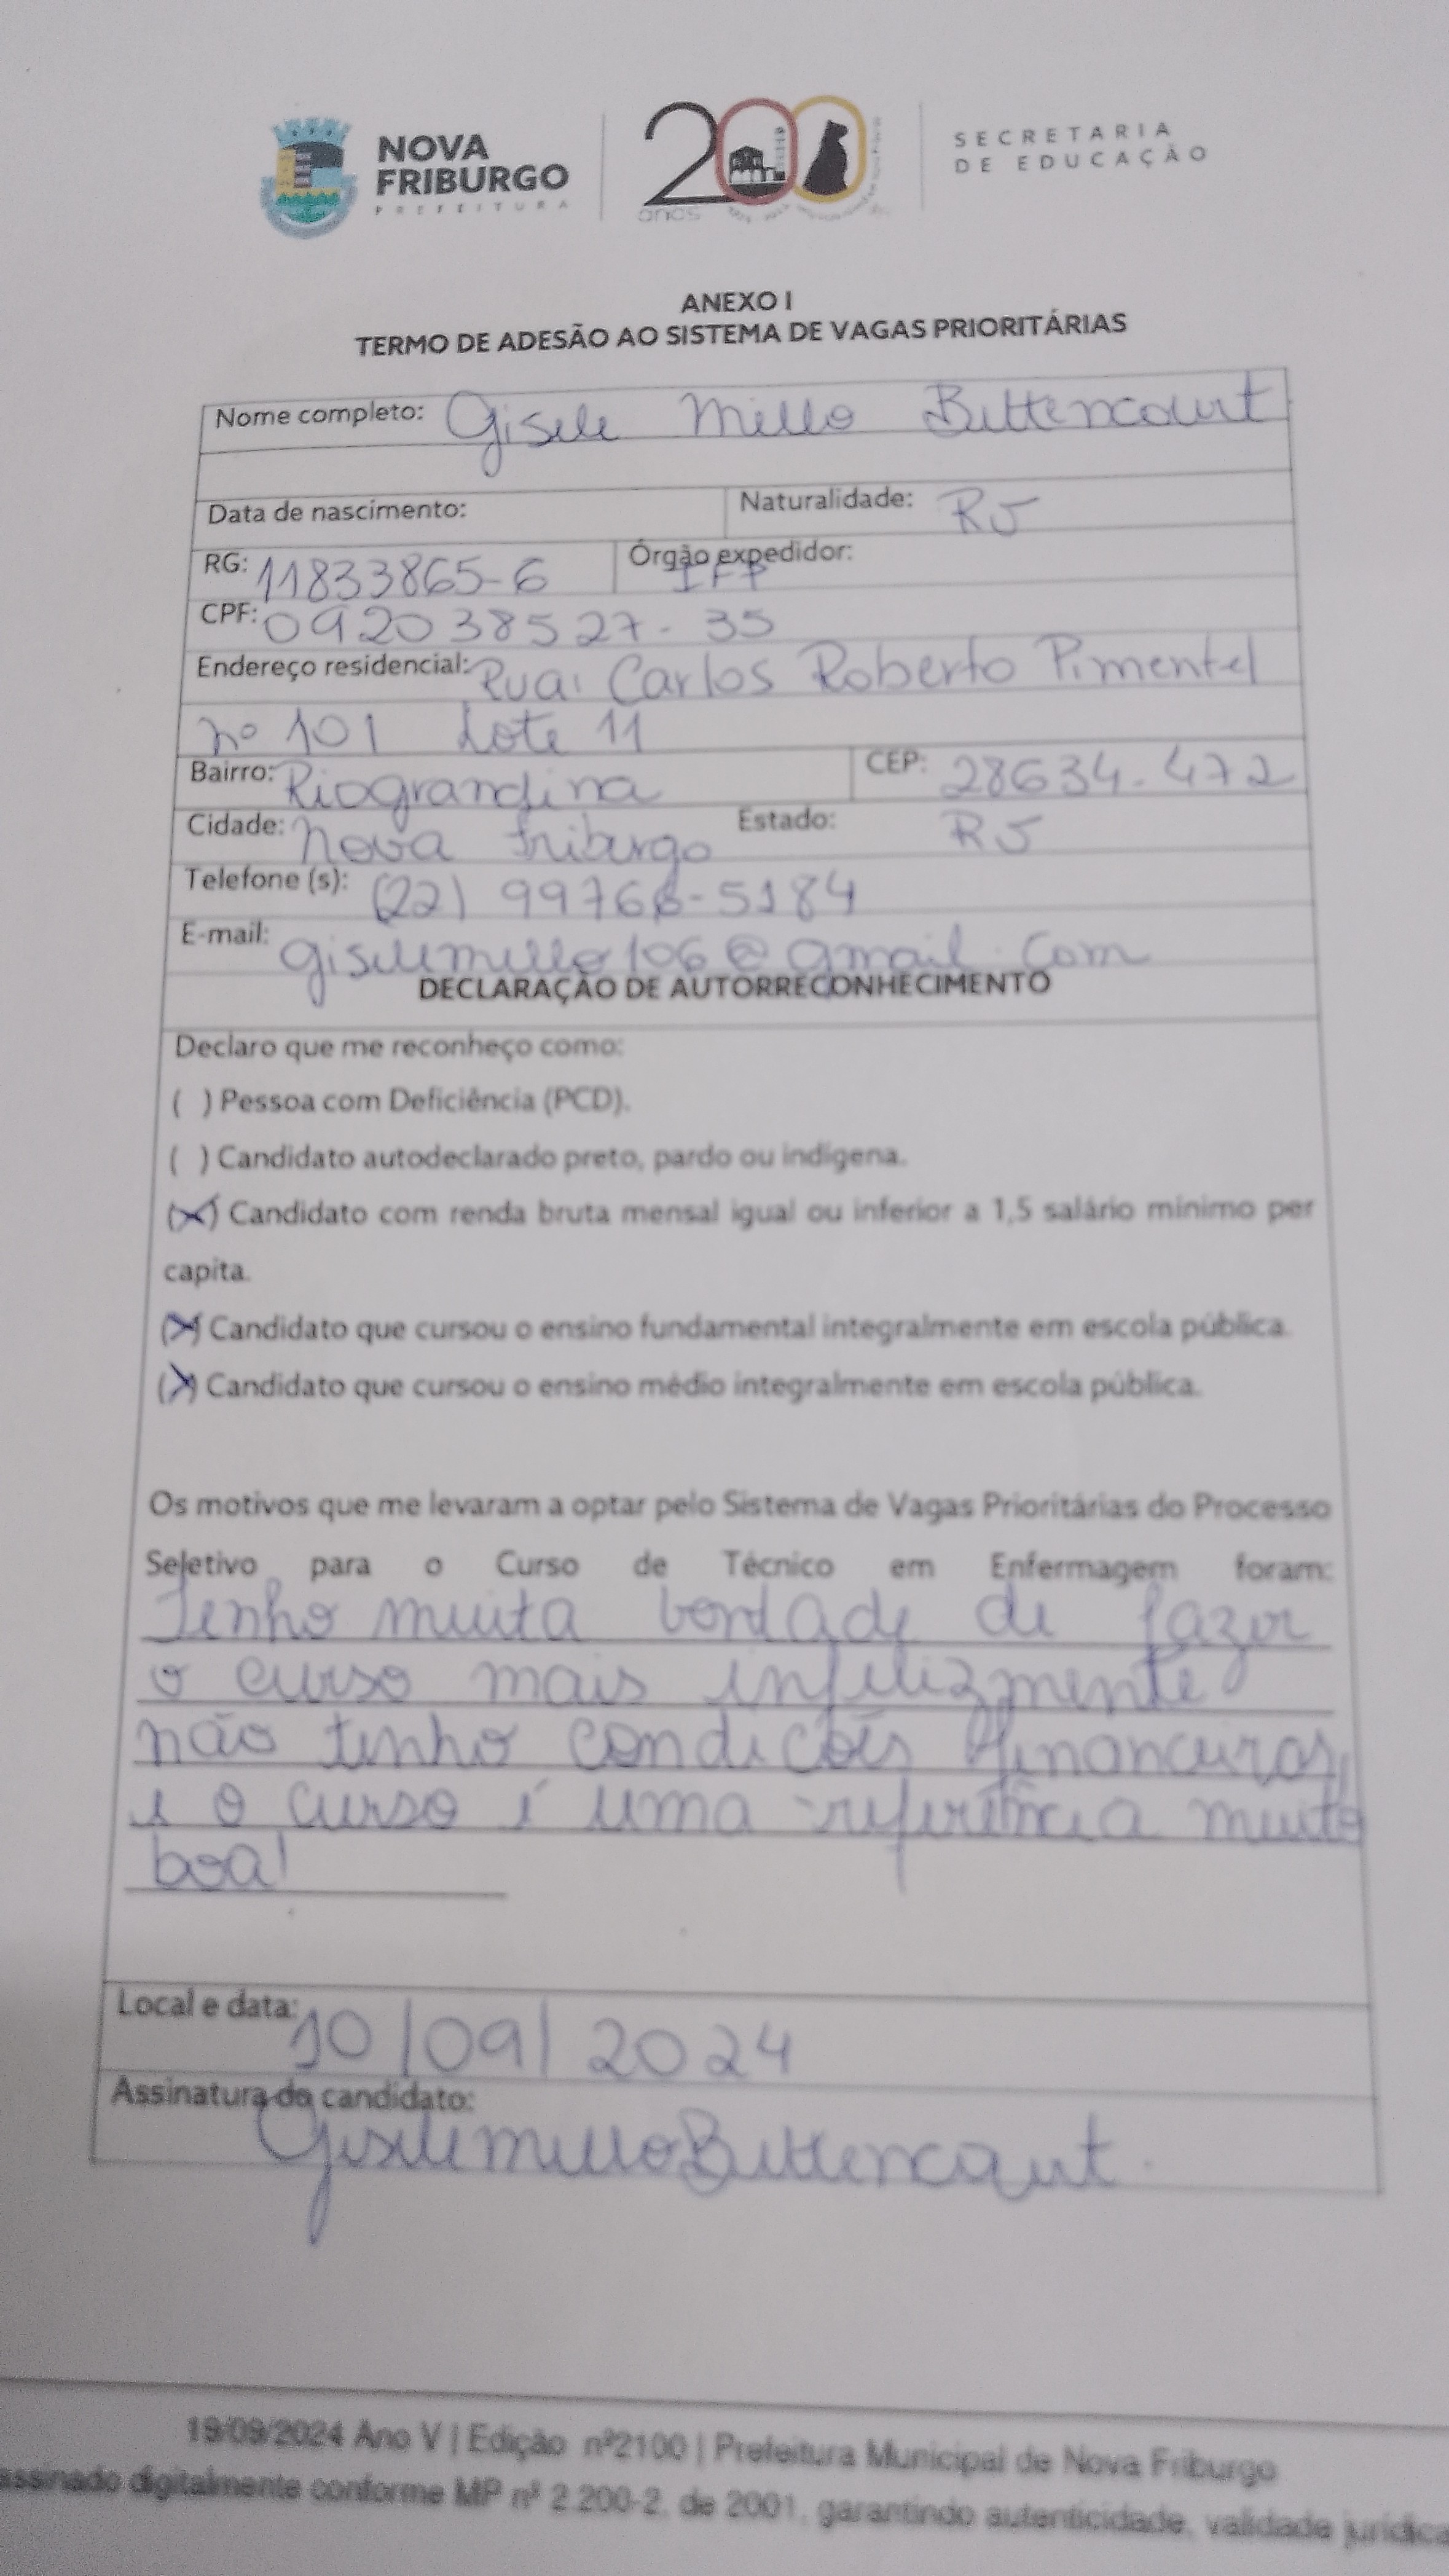 NOVA
FRIBURGO
PREFEITURA
200
anos
SECRETARIA
DE EDUCAÇÃO
ANEXO I
TERMO DE ADESÃO AO SISTEMA DE VAGAS PRIORITÁRIAS
Nome completo: Gisele Mello Bittencourt
Data de nascimento: Naturalidade: RJ
RG: 11833865-6 Órgão expedidor: IFP
CPF: 092038527-35
Endereço residencial: Rua: Carlos Roberto Pimentel
nº 101 Lote 11
Bairro: Riograndina CEP: 28634-472
Cidade: Nova Friburgo Estado: RJ
Telefone (s): (22) 99766-5184
E-mail: giselemello106@gmail.com
DECLARAÇÃO DE AUTORRECONHECIMENTO
Declaro que me reconheço como:
( ) Pessoa com Deficiência (PCD).
( ) Candidato autodeclarado preto, pardo ou indígena.
(X) Candidato com renda bruta mensal igual ou inferior a 1,5 salário mínimo per
capita.
(X) Candidato que cursou o ensino fundamental integralmente em escola pública.
(X) Candidato que cursou o ensino médio integralmente em escola pública.
Os motivos que me levaram a optar pelo Sistema de Vagas Prioritárias do Processo
Seletivo para o Curso de Técnico em Enfermagem foram:
Tenho muita vontade de fazer
o curso mais infelizmente
não tenho condições financeiras,
e o curso é uma referência muito
boa!
Local e data: 10/09/2024
Assinatura do candidato:
Gisele Mello Bittencourt
19/09/2024 Ano V | Edição nº2100 | Prefeitura Municipal de Nova Friburgo
assinado digitalmente conforme MP nº 2.200-2, de 2001, garantindo autenticidade, validade jurídica